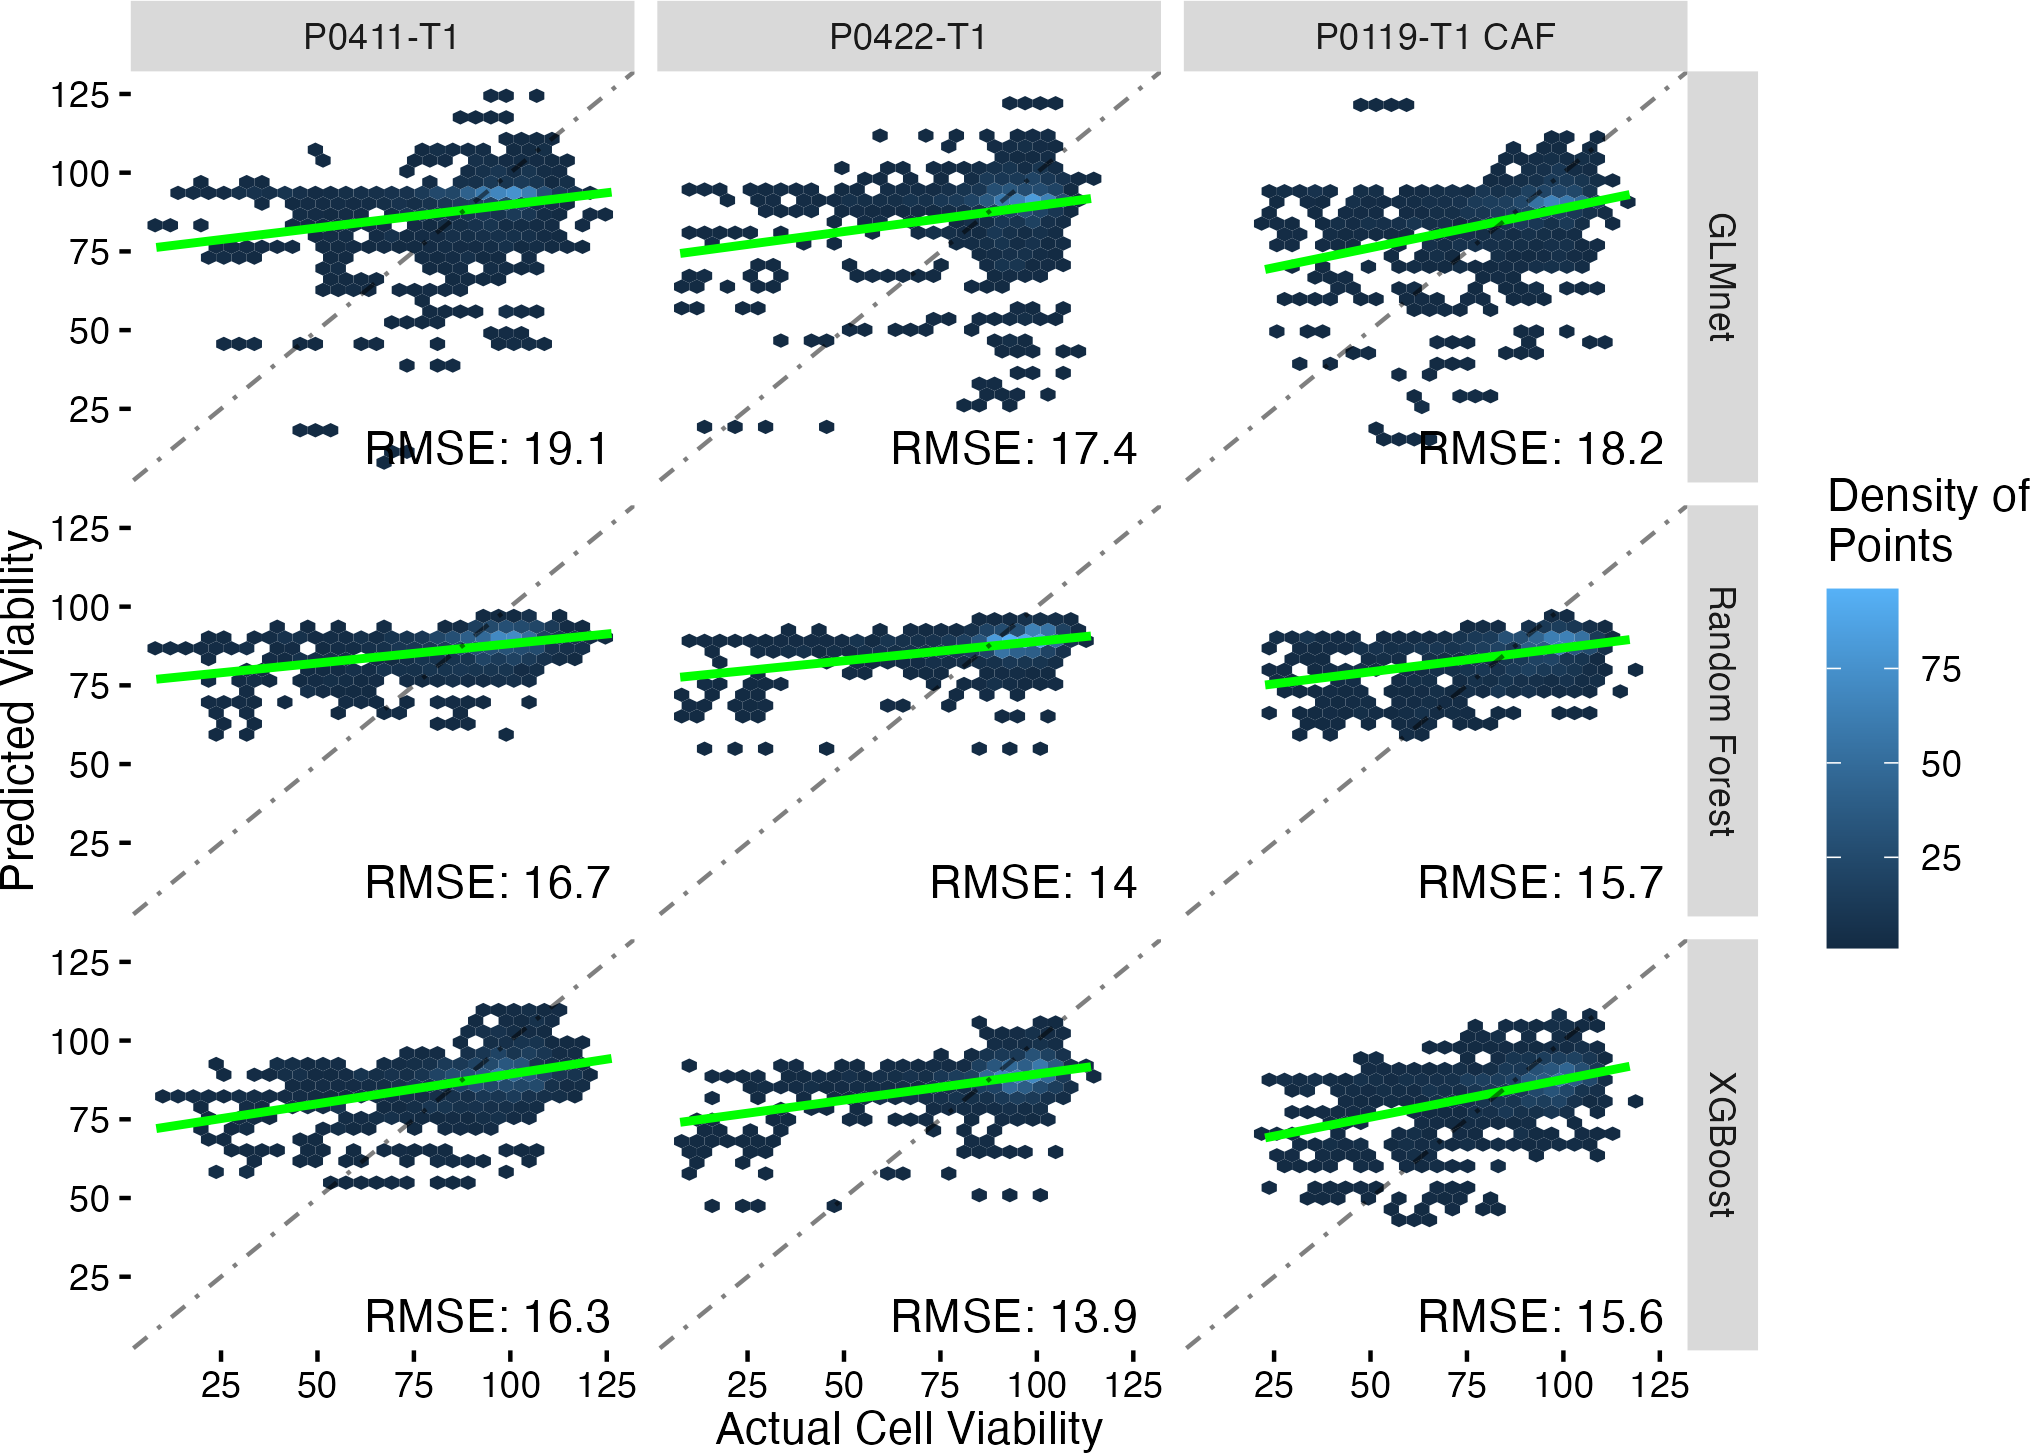 P0411-T1 P0422-T1 P0119-T1 CAF
125
100
75
50
25
RMSE: 19.1 RMSE: 17.4 RMSE: 18.2
GLMnet
125
100
75
50
25
RMSE: 16.7 RMSE: 14 RMSE: 15.7
Random Forest
125
100
75
50
25
RMSE: 16.3 RMSE: 13.9 RMSE: 15.6
XGBoost
25 50 75 100 125 25 50 75 100 125 25 50 75 100 125
Actual Cell Viability
Predicted Viability
Density of
Points
75
50
25